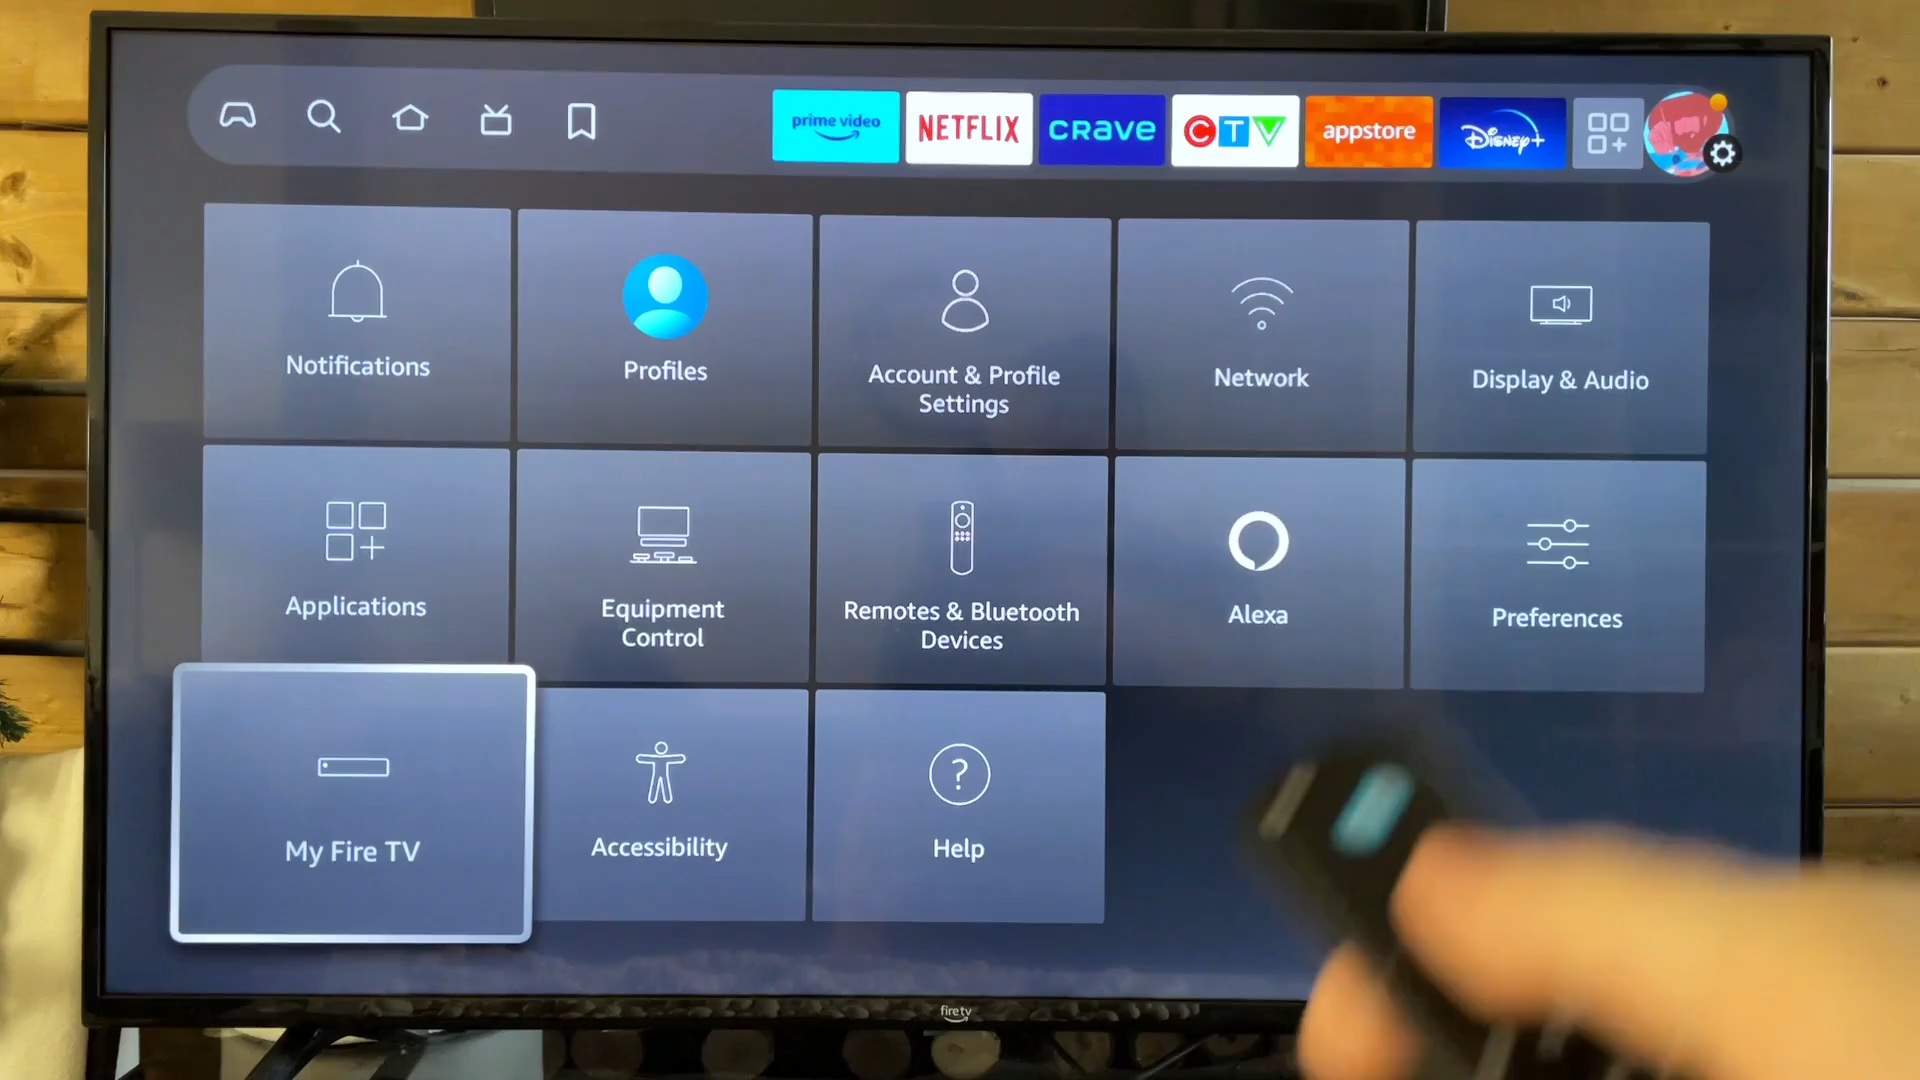 prime video
NETFLIX
CRAVE
CTV
appstore
Disney+
Notifications
Profiles
Account & Profile
Settings
Network
Display & Audio
Applications
Equipment
Control
Remotes & Bluetooth
Devices
Alexa
Preferences
My Fire TV
Accessibility
?
Help
firetv